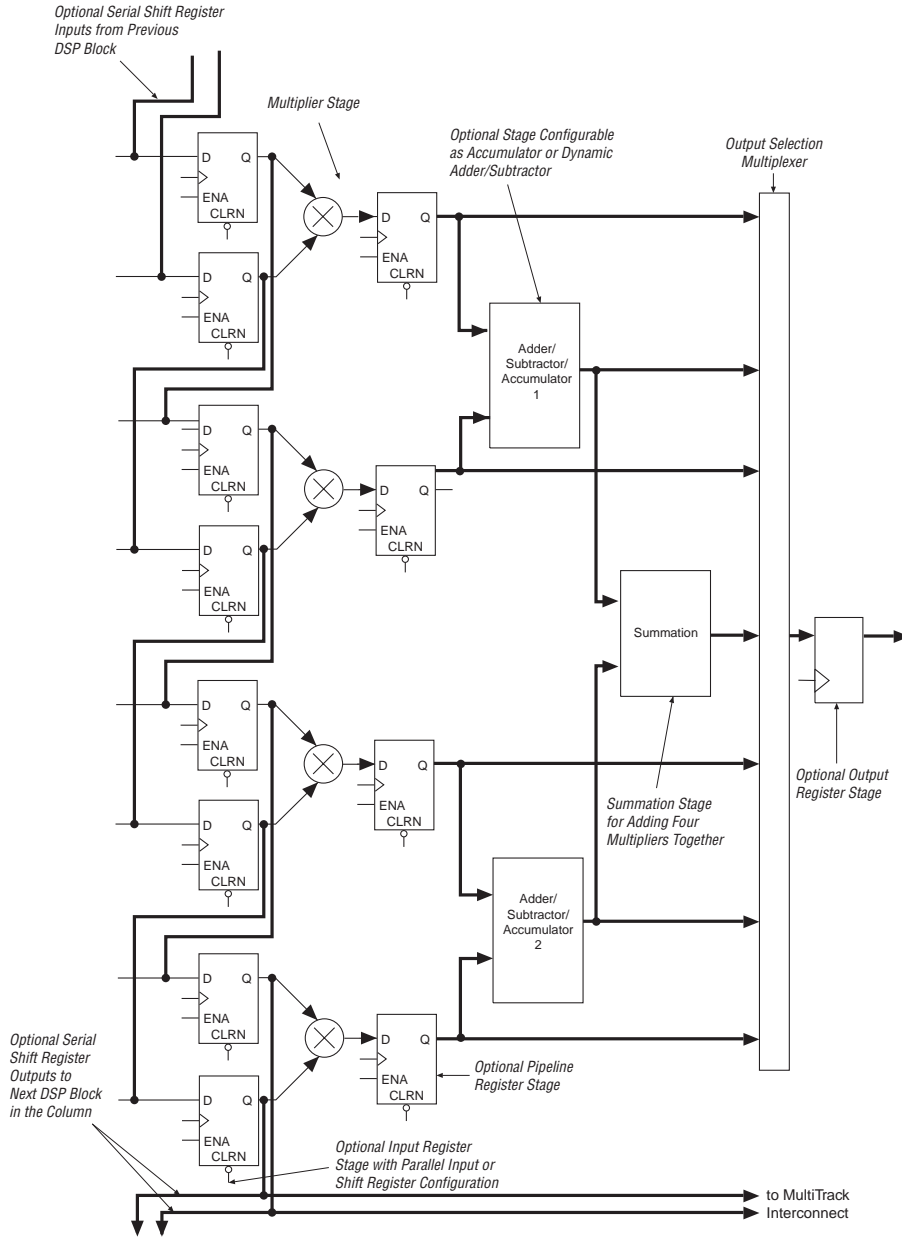 Optional Serial Shift Register
Inputs from Previous
DSP Block
Multiplier Stage
Optional Stage Configurable
as Accumulator or Dynamic
Adder/Subtractor
Output Selection
Multiplexer
D Q
ENA
CLRN
D Q
ENA
CLRN
D Q
ENA
CLRN
Adder/
Subtractor/
Accumulator
1
D Q
ENA
CLRN
D Q
ENA
CLRN
D Q
ENA
CLRN
Summation
D Q
ENA
CLRN
D Q
ENA
CLRN
Summation Stage
for Adding Four
Multipliers Together
Optional Output
Register Stage
D Q
ENA
CLRN
Adder/
Subtractor/
Accumulator
2
D Q
ENA
CLRN
D Q
ENA
CLRN
Optional Pipeline
Register Stage
Optional Serial
Shift Register
Outputs to
Next DSP Block
in the Column
D Q
ENA
CLRN
Optional Input Register
Stage with Parallel Input or
Shift Register Configuration
to MultiTrack
Interconnect